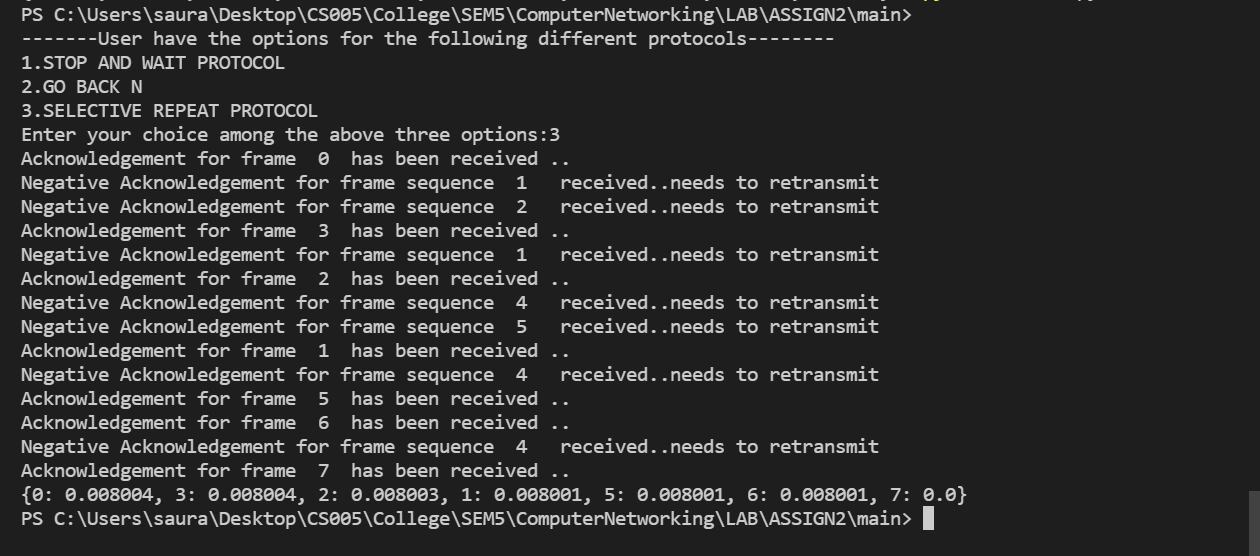 PS C:\Users\saura\Desktop\CS005\College\SEM5\ComputerNetworking\LAB\ASSIGN2\main>
-------User have the options for the following different protocols--------
1.STOP AND WAIT PROTOCOL
2.GO BACK N
3.SELECTIVE REPEAT PROTOCOL
Enter your choice among the above three options:3
Acknowledgement for frame  0  has been received ..
Negative Acknowledgement for frame sequence  1   received..needs to retransmit
Negative Acknowledgement for frame sequence  2   received..needs to retransmit
Acknowledgement for frame  3  has been received ..
Negative Acknowledgement for frame sequence  1   received..needs to retransmit
Acknowledgement for frame  2  has been received ..
Negative Acknowledgement for frame sequence  4   received..needs to retransmit
Negative Acknowledgement for frame sequence  5   received..needs to retransmit
Acknowledgement for frame  1  has been received ..
Negative Acknowledgement for frame sequence  4   received..needs to retransmit
Acknowledgement for frame  5  has been received ..
Acknowledgement for frame  6  has been received ..
Negative Acknowledgement for frame sequence  4   received..needs to retransmit
Acknowledgement for frame  7  has been received ..
{0: 0.008004, 3: 0.008004, 2: 0.008003, 1: 0.008001, 5: 0.008001, 6: 0.008001, 7: 0.0}
PS C:\Users\saura\Desktop\CS005\College\SEM5\ComputerNetworking\LAB\ASSIGN2\main>